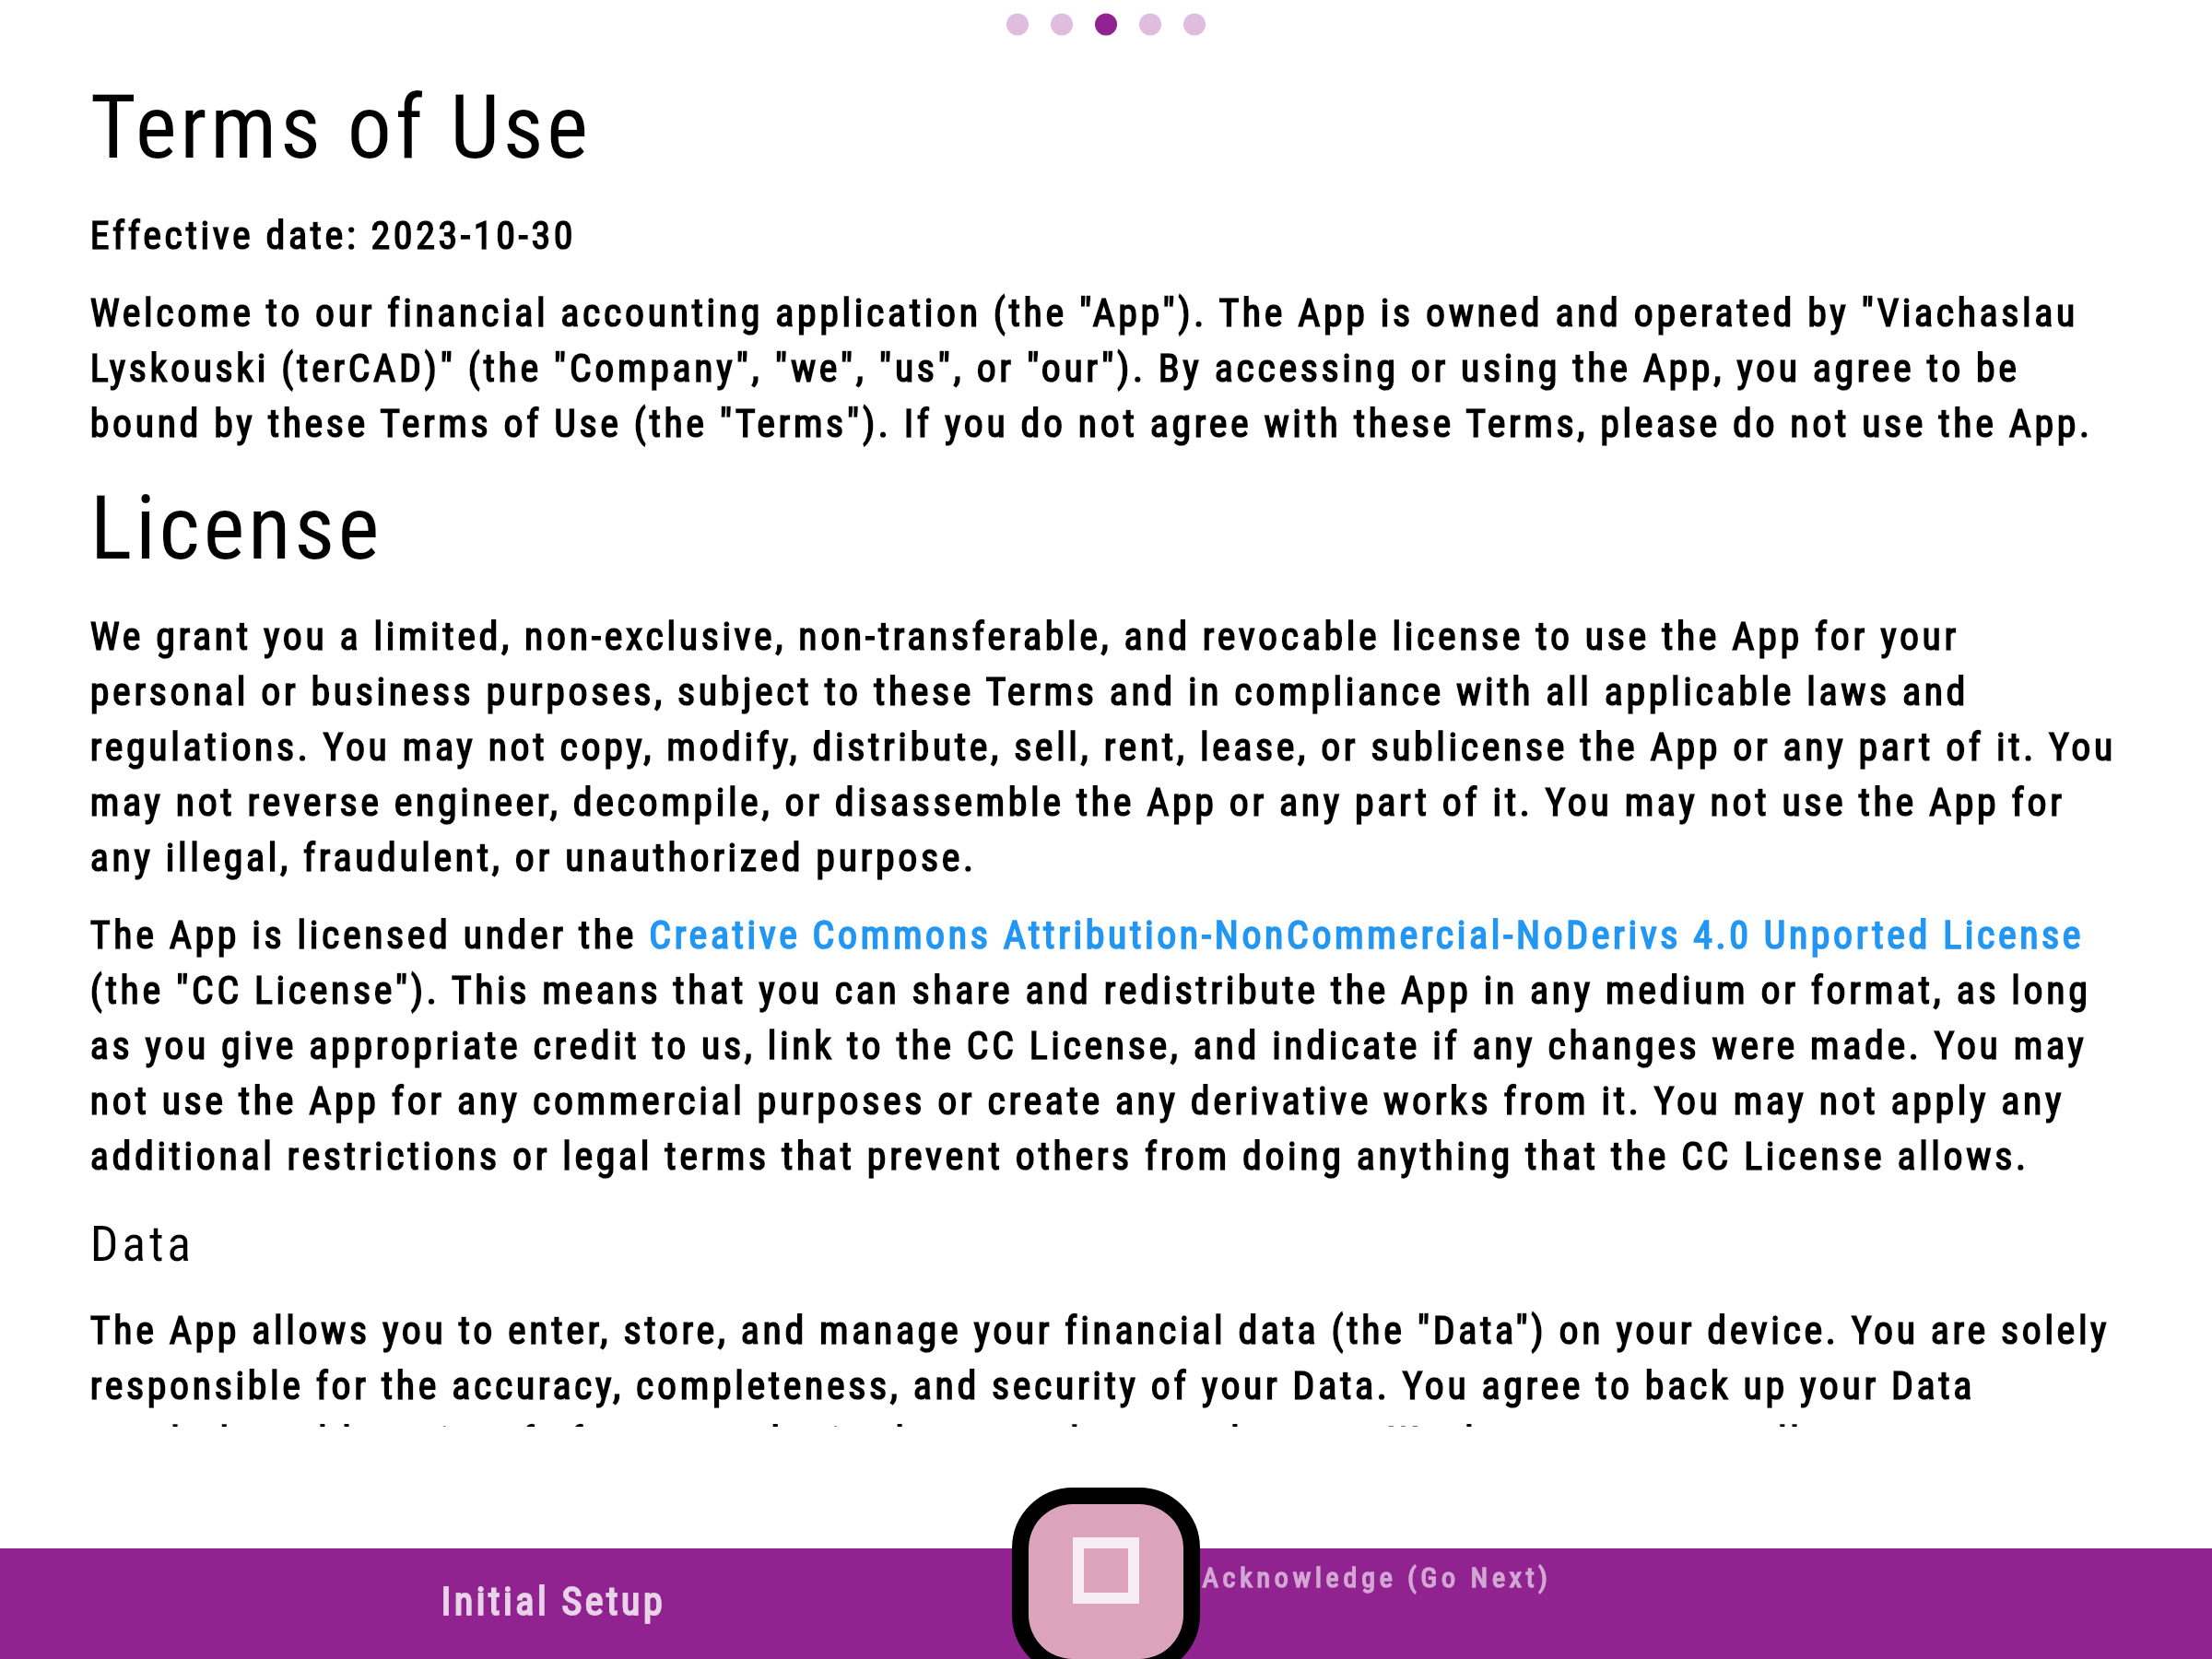 Terms of Use
Effective date: 2023-10-30
Welcome to our financial accounting application (the "App"). The App is owned and operated by "Viachaslau
Lyskouski (terCAD)" (the "Company", "we", "us", or "our"). By accessing or using the App, you agree to be
bound by these Terms of Use (the "Terms"). If you do not agree with these Terms, please do not use the App.
License
We grant you a limited, non-exclusive, non-transferable, and revocable license to use the App for your
personal or business purposes, subject to these Terms and in compliance with all applicable laws and
regulations. You may not copy, modify, distribute, sell, rent, lease, or sublicense the App or any part of it. You
may not reverse engineer, decompile, or disassemble the App or any part of it. You may not use the App for
any illegal, fraudulent, or unauthorized purpose.
The App is licensed under the Creative Commons Attribution-NonCommercial-NoDerivs 4.0 Unported License
(the "CC License"). This means that you can share and redistribute the App in any medium or format, as long
as you give appropriate credit to us, link to the CC License, and indicate if any changes were made. You may
not use the App for any commercial purposes or create any derivative works from it. You may not apply any
additional restrictions or legal terms that prevent others from doing anything that the CC License allows.
Data
The App allows you to enter, store, and manage your financial data (the "Data") on your device. You are solely
responsible for the accuracy, completeness, and security of your Data. You agree to back up your Data
Initial Setup
Acknowledge (Go Next)